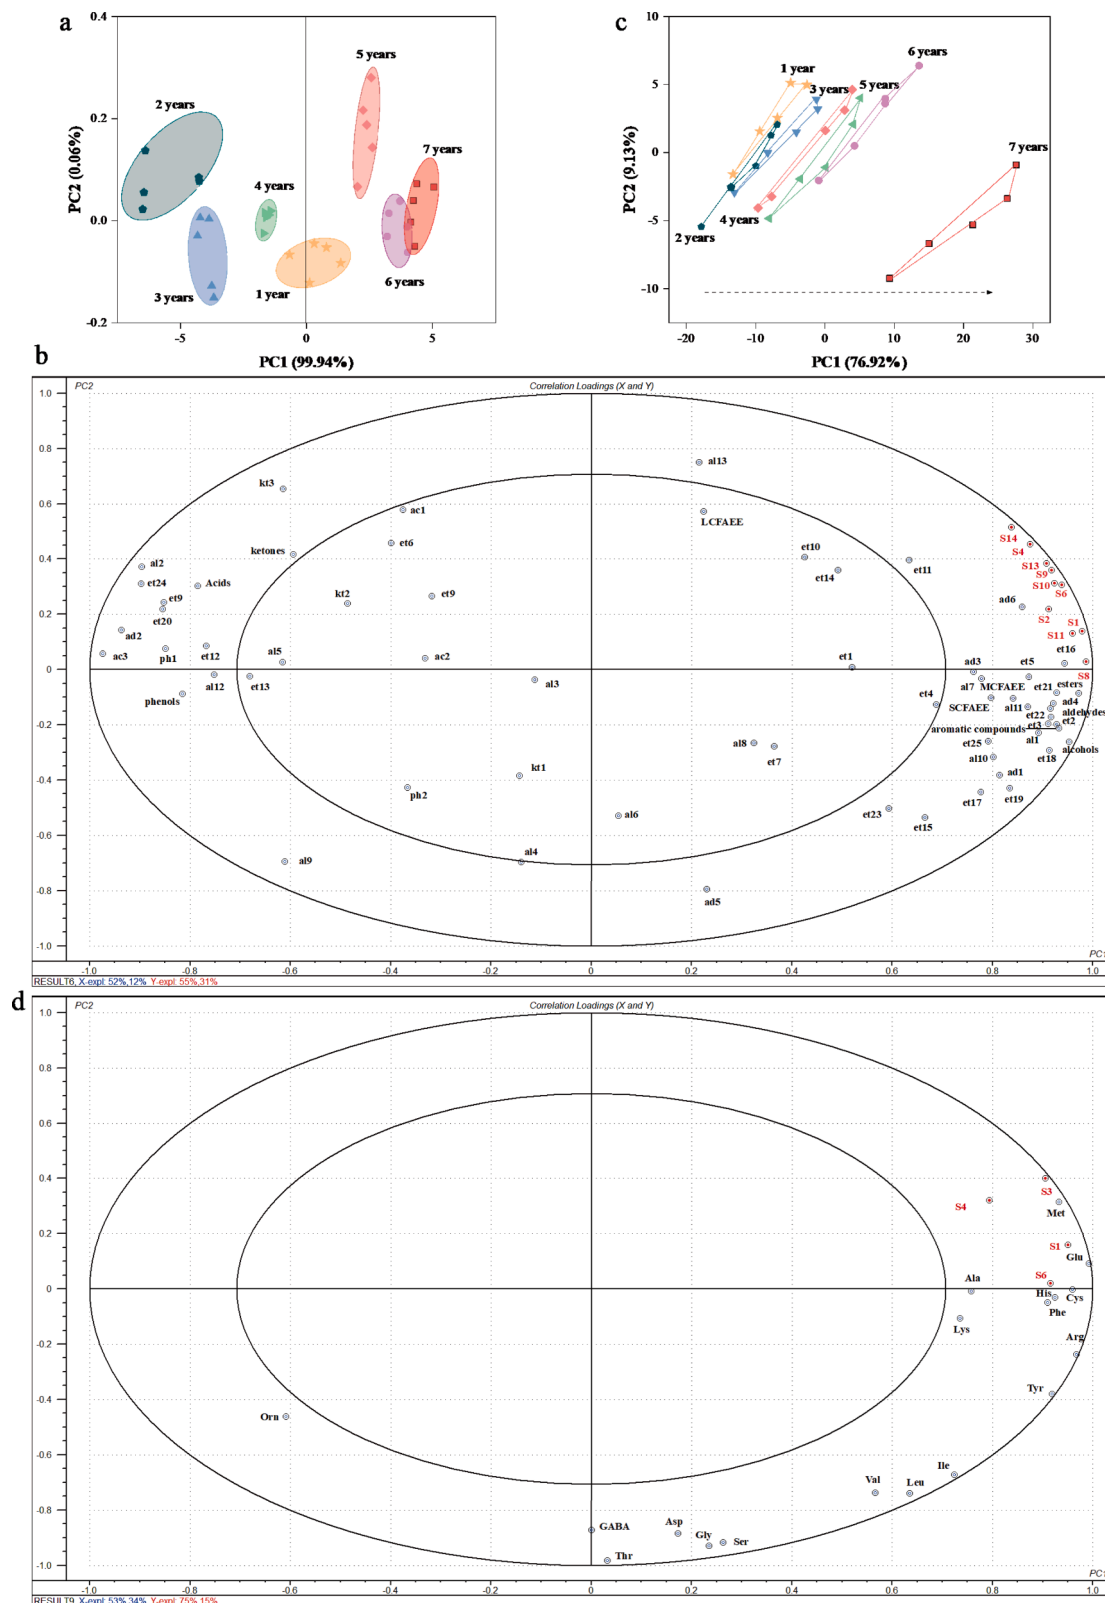 a
0.4
0.2
0.0
-0.2
PC2 (0.06%)
2 years
3 years
4 years
1 year
5 years
6 years
7 years
-5
0
5
PC1 (99.94%)
c
10
5
0
-5
-10
PC2 (9.13%)
1 year
3 years
5 years
6 years
7 years
4 years
2 years
-20
-10
0
10
20
30
PC1 (76.92%)
b
PC2
Correlation Loadings (X and Y)
1.0
0.8
0.6
0.4
0.2
0
-0.2
-0.4
-0.6
-0.8
-1.0
al13
kt3
ac1
LCFAEE
S14
S4
ketones
et6
et10
et11
S13
al2
et14
S9
et24
Acids
S10
S6
et9
kt2
et9
ad6
S2
S1
et20
S11
ad2
et16
ac3
ph1
et12
al5
ac2
et1
ad3
et5
S8
al12
et13
al3
al7
MCFAEE
et21
esters
phenols
et4
SCFAEE
al11
ad4
et22
aldehydes
aromatic compounds
et3
et2
al8
et25
al1
alcohols
et7
al10
et18
kt1
ad1
ph2
et17
et19
al6
et23
et15
al9
al4
ad5
PC1
-1.0
-0.8
-0.6
-0.4
-0.2
0
0.2
0.4
0.6
0.8
1.0
RESULT6, X-expl: 52%,12% Y-expl: 55%,31%
d
PC2
Correlation Loadings (X and Y)
1.0
0.8
0.6
0.4
0.2
0
-0.2
-0.4
-0.6
-0.8
-1.0
S3
S4
Met
S1
Glu
S6
Ala
His
Cys
Phe
Lys
Arg
Tyr
Orn
Ile
Val
Leu
GABA
Asp
Gly
Ser
Thr
PC1
-1.0
-0.8
-0.6
-0.4
-0.2
0
0.2
0.4
0.6
0.8
1.0
RESULT9, X-expl: 53%,34% Y-expl: 75%,15%